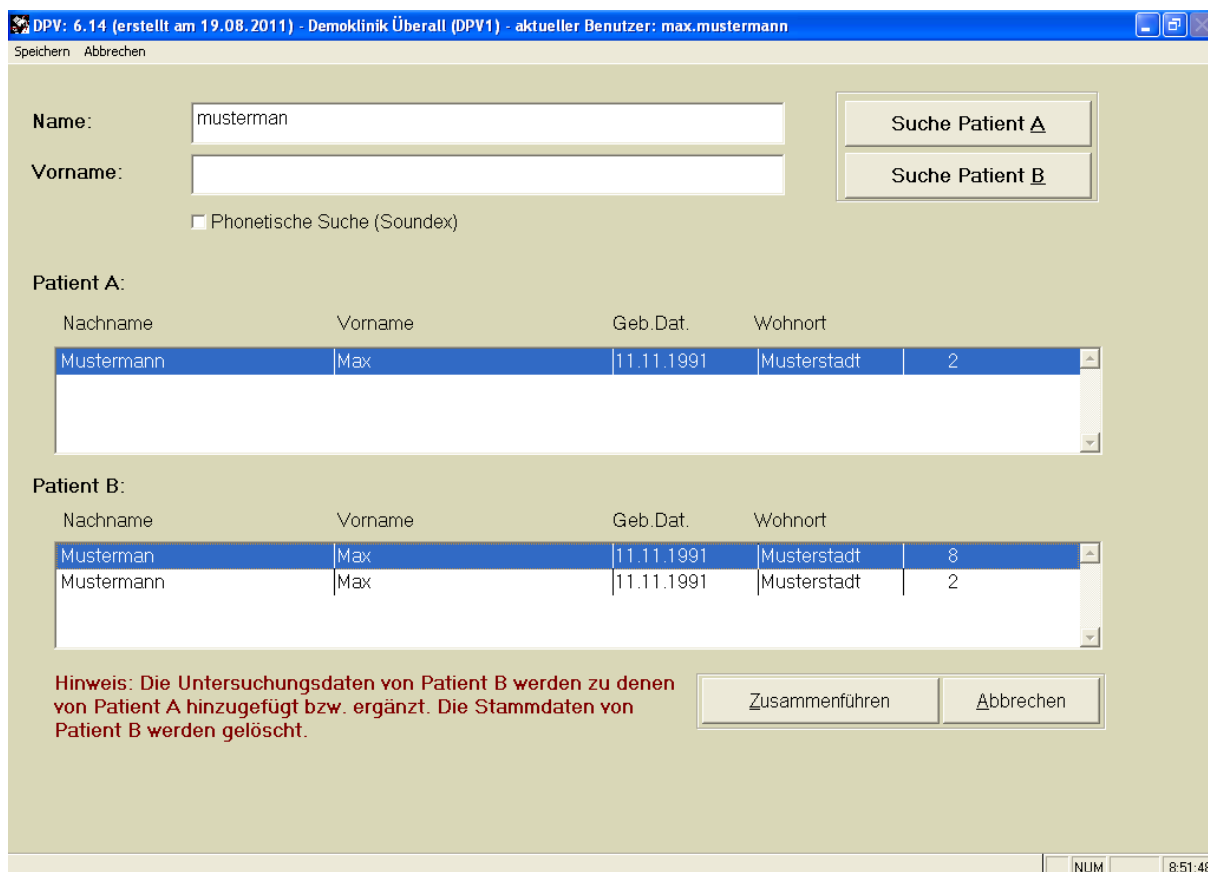 DPV: 6.14 (erstellt am 19.08.2011) - Demoklinik Überall (DPV1) - aktueller Benutzer: max.mustermann
Speichern Abbrechen
Name: musterman Suche Patient A
Vorname: Suche Patient B
Phonetische Suche (Soundex)
Patient A:
Nachname Vorname Geb.Dat. Wohnort
Mustermann Max 11.11.1991 Musterstadt 2
Patient B:
Nachname Vorname Geb.Dat. Wohnort
Musterman Max 11.11.1991 Musterstadt 8
Mustermann Max 11.11.1991 Musterstadt 2
Hinweis: Die Untersuchungsdaten von Patient B werden zu denen
von Patient A hinzugefügt bzw. ergänzt. Die Stammdaten von
Patient B werden gelöscht.
Zusammenführen Abbrechen
NUM 8:51:48